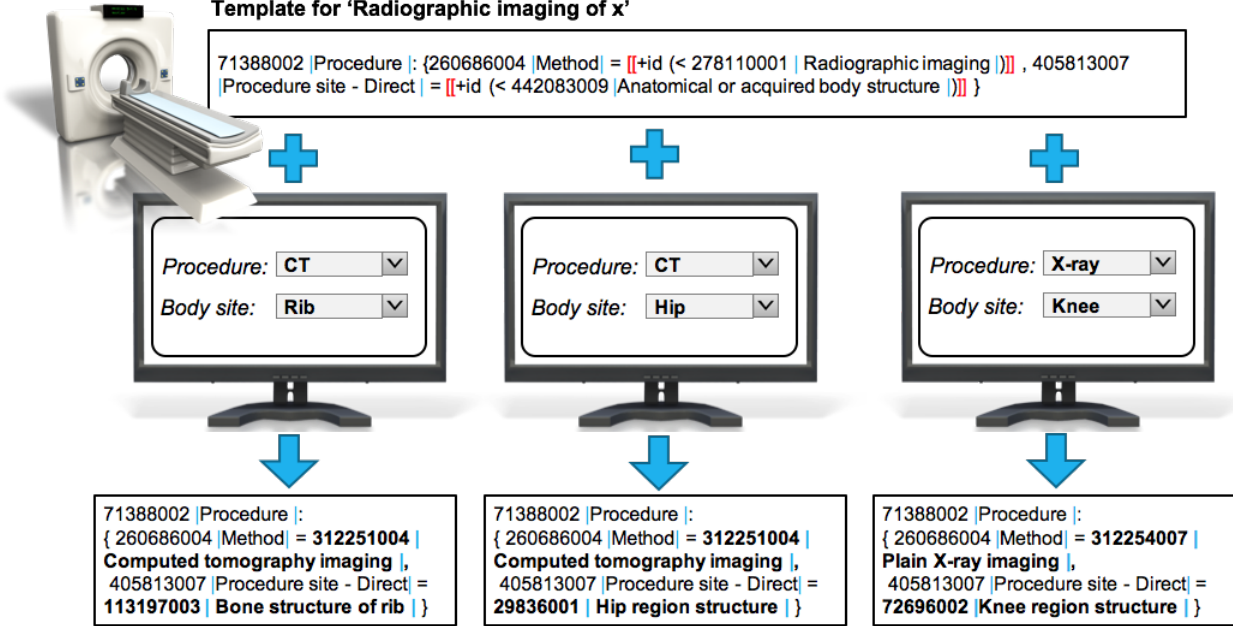 Template for ‘Radiographic imaging of x’
71388002 |Procedure |: {260686004 |Method| = [[+id (< 278110001 | Radiographic imaging |)]] , 405813007
|Procedure site - Direct | = [[+id (< 442083009 |Anatomical or acquired body structure |)]] }
Procedure: CT
Body site: Rib
Procedure: CT
Body site: Hip
Procedure: X-ray
Body site: Knee
71388002 |Procedure |:
{ 260686004 |Method| = 312251004 |
Computed tomography imaging |,
405813007 |Procedure site - Direct| =
113197003 | Bone structure of rib | }
71388002 |Procedure |:
{ 260686004 |Method| = 312251004 |
Computed tomography imaging |,
405813007 |Procedure site - Direct| =
29836001 | Hip region structure | }
71388002 |Procedure |:
{ 260686004 |Method| = 312254007 |
Plain X-ray imaging |,
405813007 |Procedure site - Direct| =
72696002 |Knee region structure | }